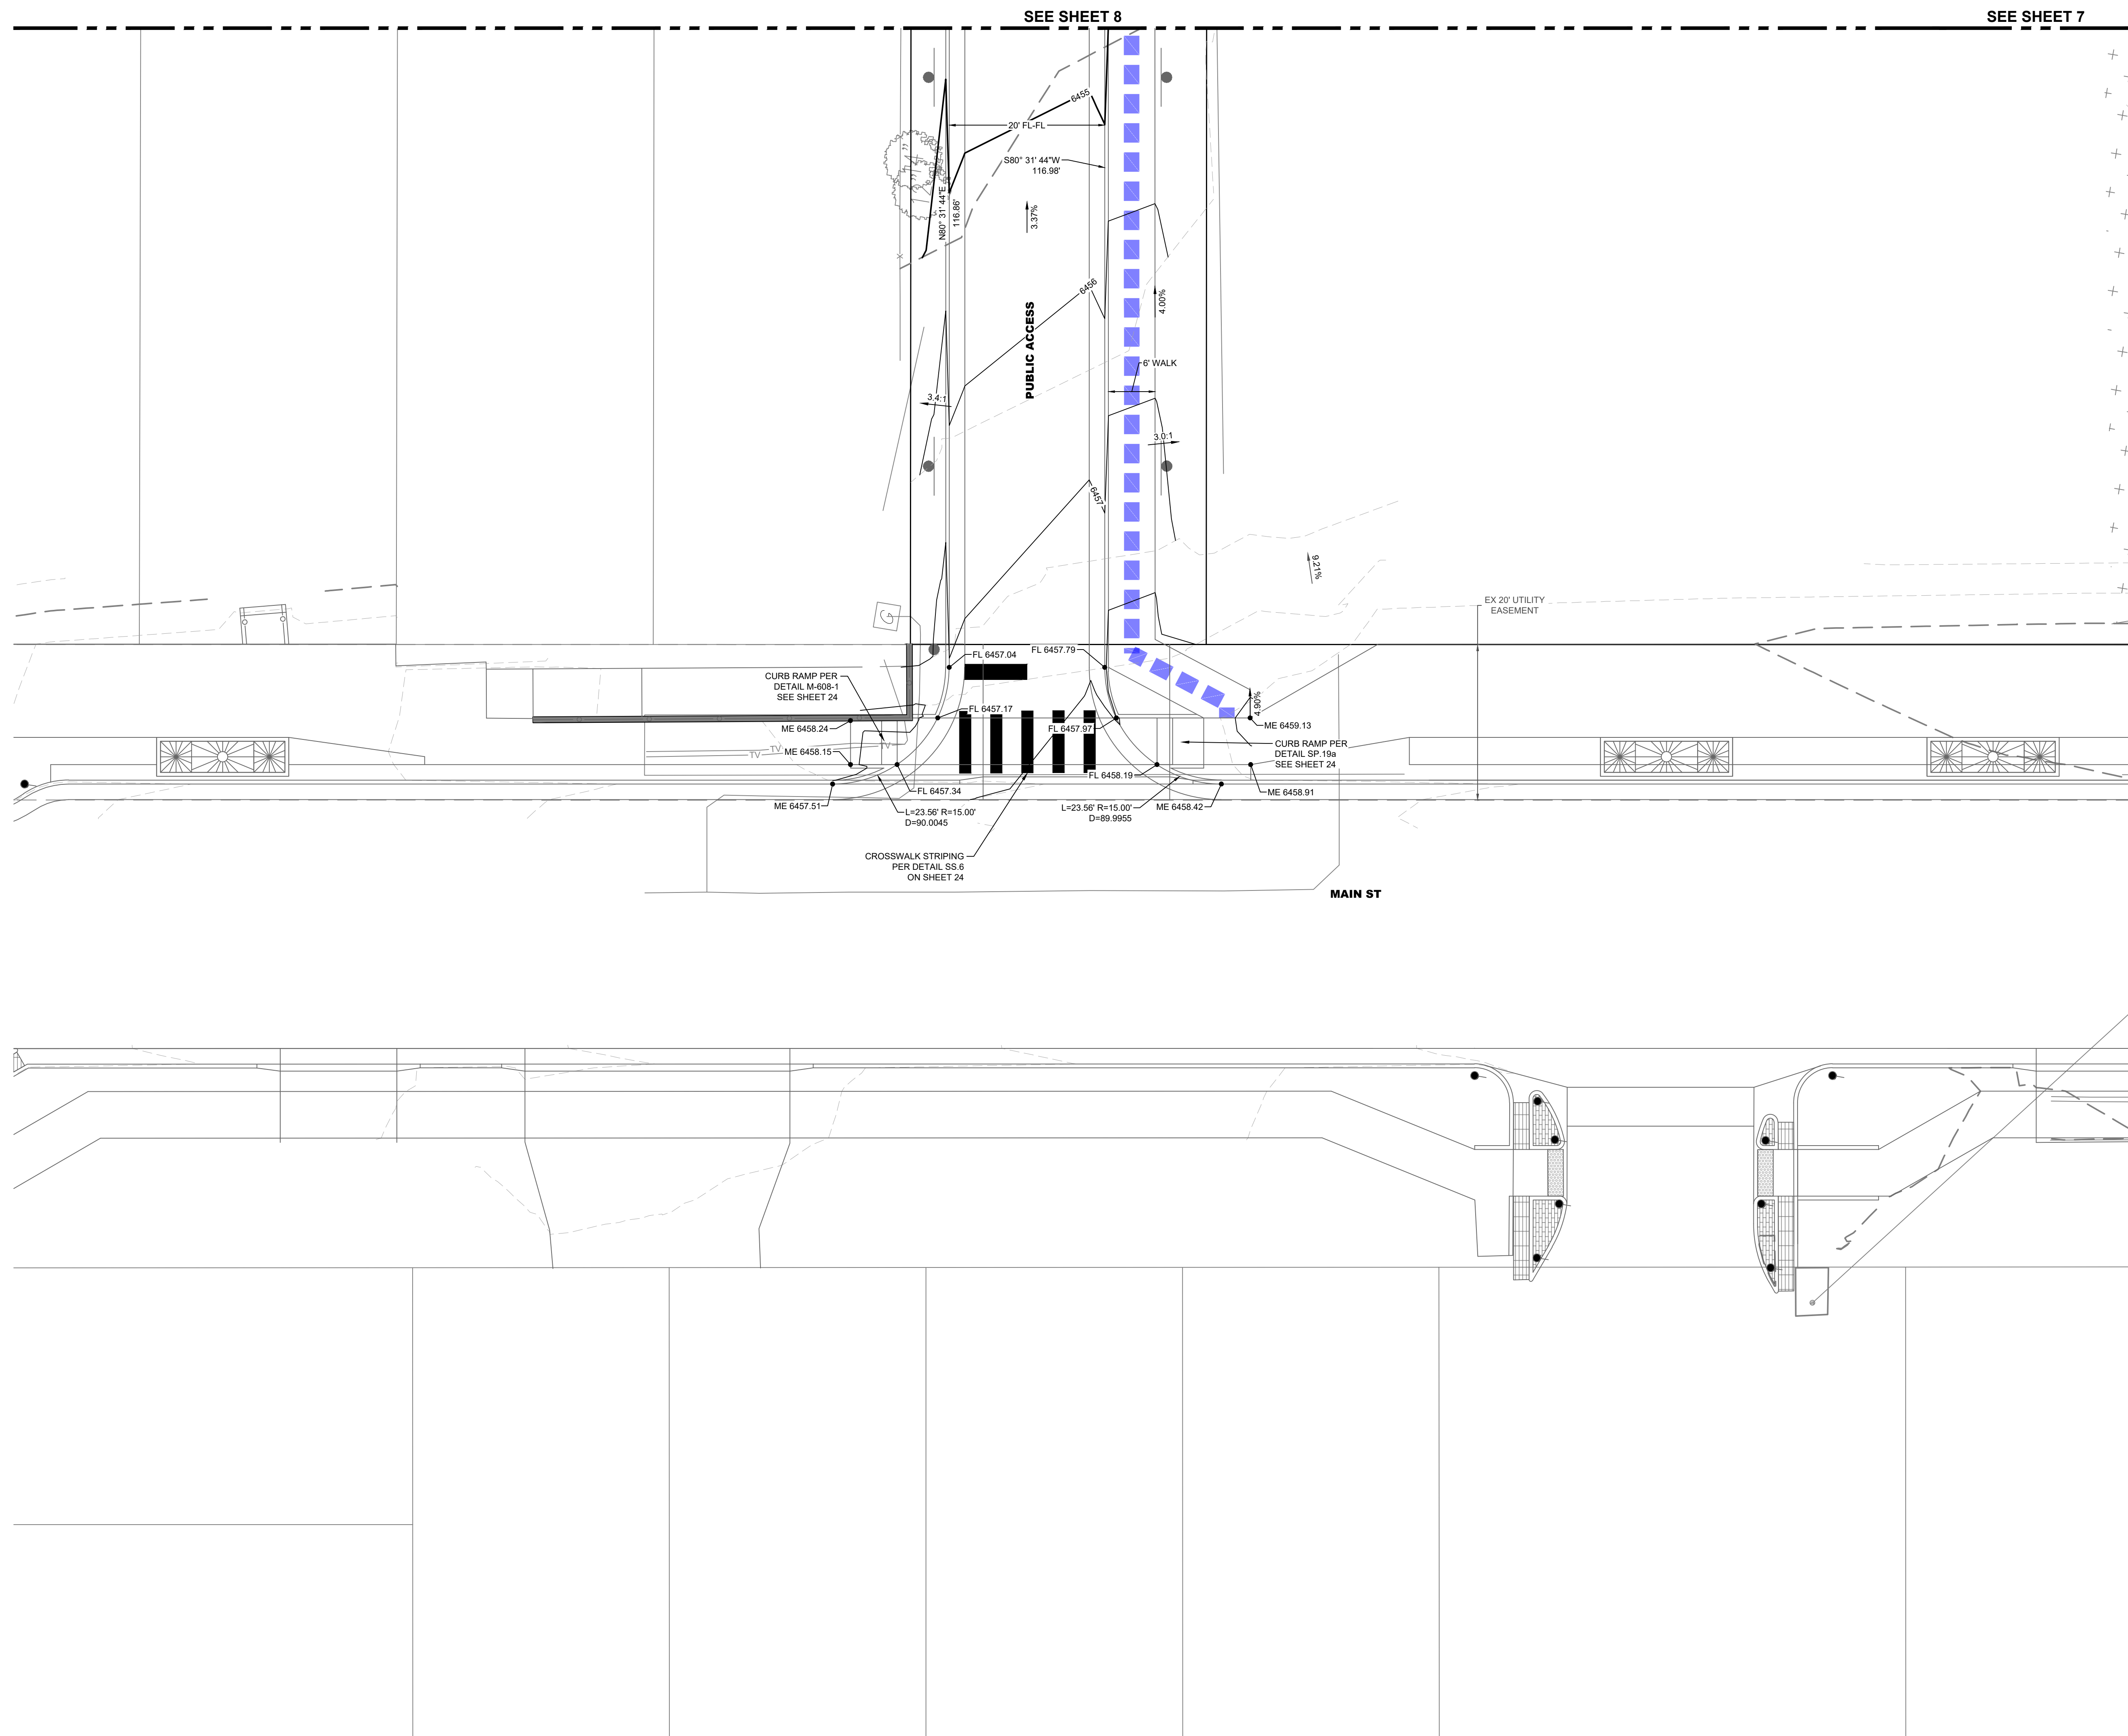 SEE SHEET 8
SEE SHEET 7
6455
20' FL-FL
S80° 31' 44"W
116.98'
N80° 31' 44"E
116.86'
3.37%
6456
PUBLIC ACCESS
4.00%
6' WALK
3.4:1
3.0:1
6457
9.21%
EX 20' UTILITY
EASEMENT
FL 6457.04
FL 6457.79
CURB RAMP PER
DETAIL M-608-1
SEE SHEET 24
4.90%
FL 6457.17
ME 6458.24
FL 6457.97
ME 6459.13
TV
TV
TV
ME 6458.15
CURB RAMP PER
DETAIL SP.19a
SEE SHEET 24
FL 6458.19
FL 6457.34
ME 6458.91
ME 6457.51
L=23.56' R=15.00'
D=90.0045
L=23.56' R=15.00'
D=89.9955
ME 6458.42
CROSSWALK STRIPING
PER DETAIL SS.6
ON SHEET 24
MAIN ST